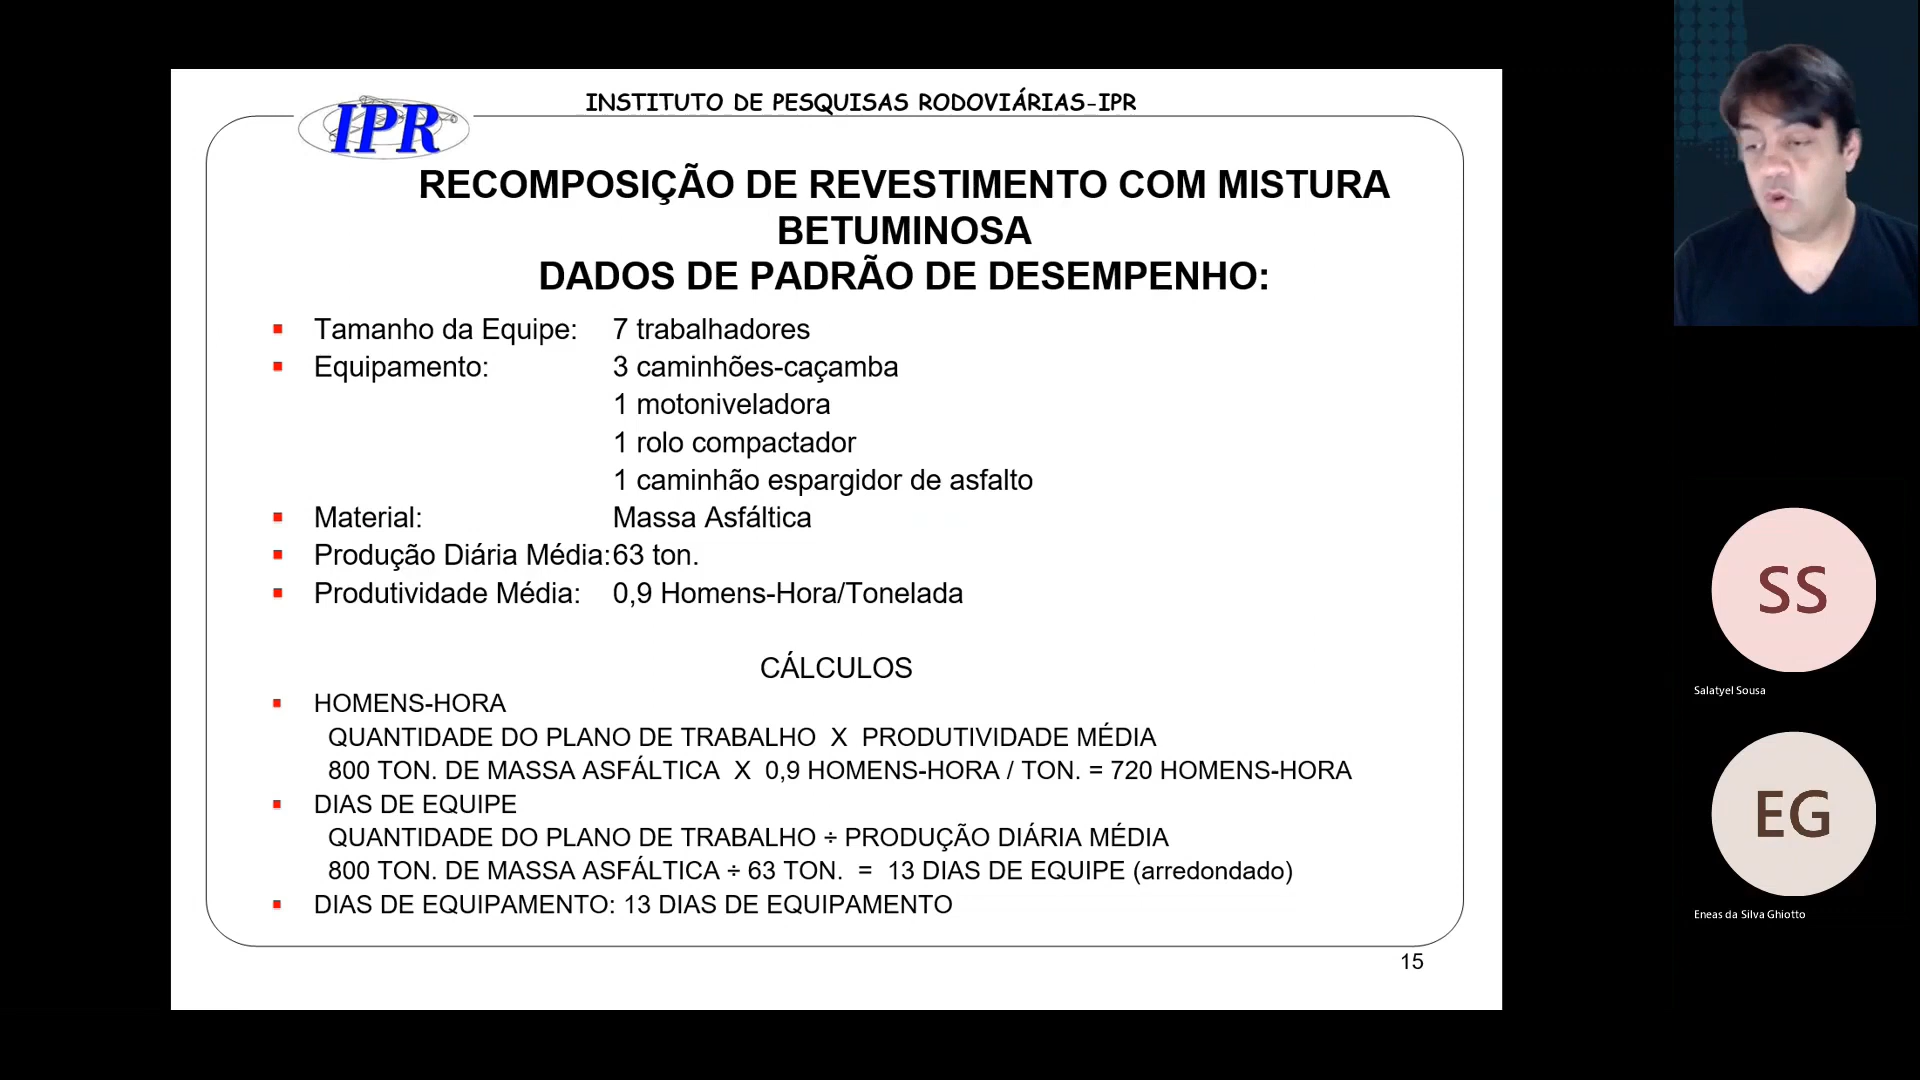 INSTITUTO DE PESQUISAS RODOVIÁRIAS-IPR
IPR
RECOMPOSIÇÃO DE REVESTIMENTO COM MISTURA
BETUMINOSA
DADOS DE PADRÃO DE DESEMPENHO:
▪ Tamanho da Equipe: 7 trabalhadores
▪ Equipamento: 3 caminhões-caçamba
1 motoniveladora
1 rolo compactador
1 caminhão espargidor de asfalto
▪ Material: Massa Asfáltica
▪ Produção Diária Média:63 ton.
▪ Produtividade Média: 0,9 Homens-Hora/Tonelada
CÁLCULOS
▪ HOMENS-HORA
QUANTIDADE DO PLANO DE TRABALHO X PRODUTIVIDADE MÉDIA
800 TON. DE MASSA ASFÁLTICA X 0,9 HOMENS-HORA / TON. = 720 HOMENS-HORA
▪ DIAS DE EQUIPE
QUANTIDADE DO PLANO DE TRABALHO ÷ PRODUÇÃO DIÁRIA MÉDIA
800 TON. DE MASSA ASFÁLTICA ÷ 63 TON. = 13 DIAS DE EQUIPE (arredondado)
▪ DIAS DE EQUIPAMENTO: 13 DIAS DE EQUIPAMENTO
15
SS
Salatyel Sousa
EG
Eneas da Silva Ghiotto